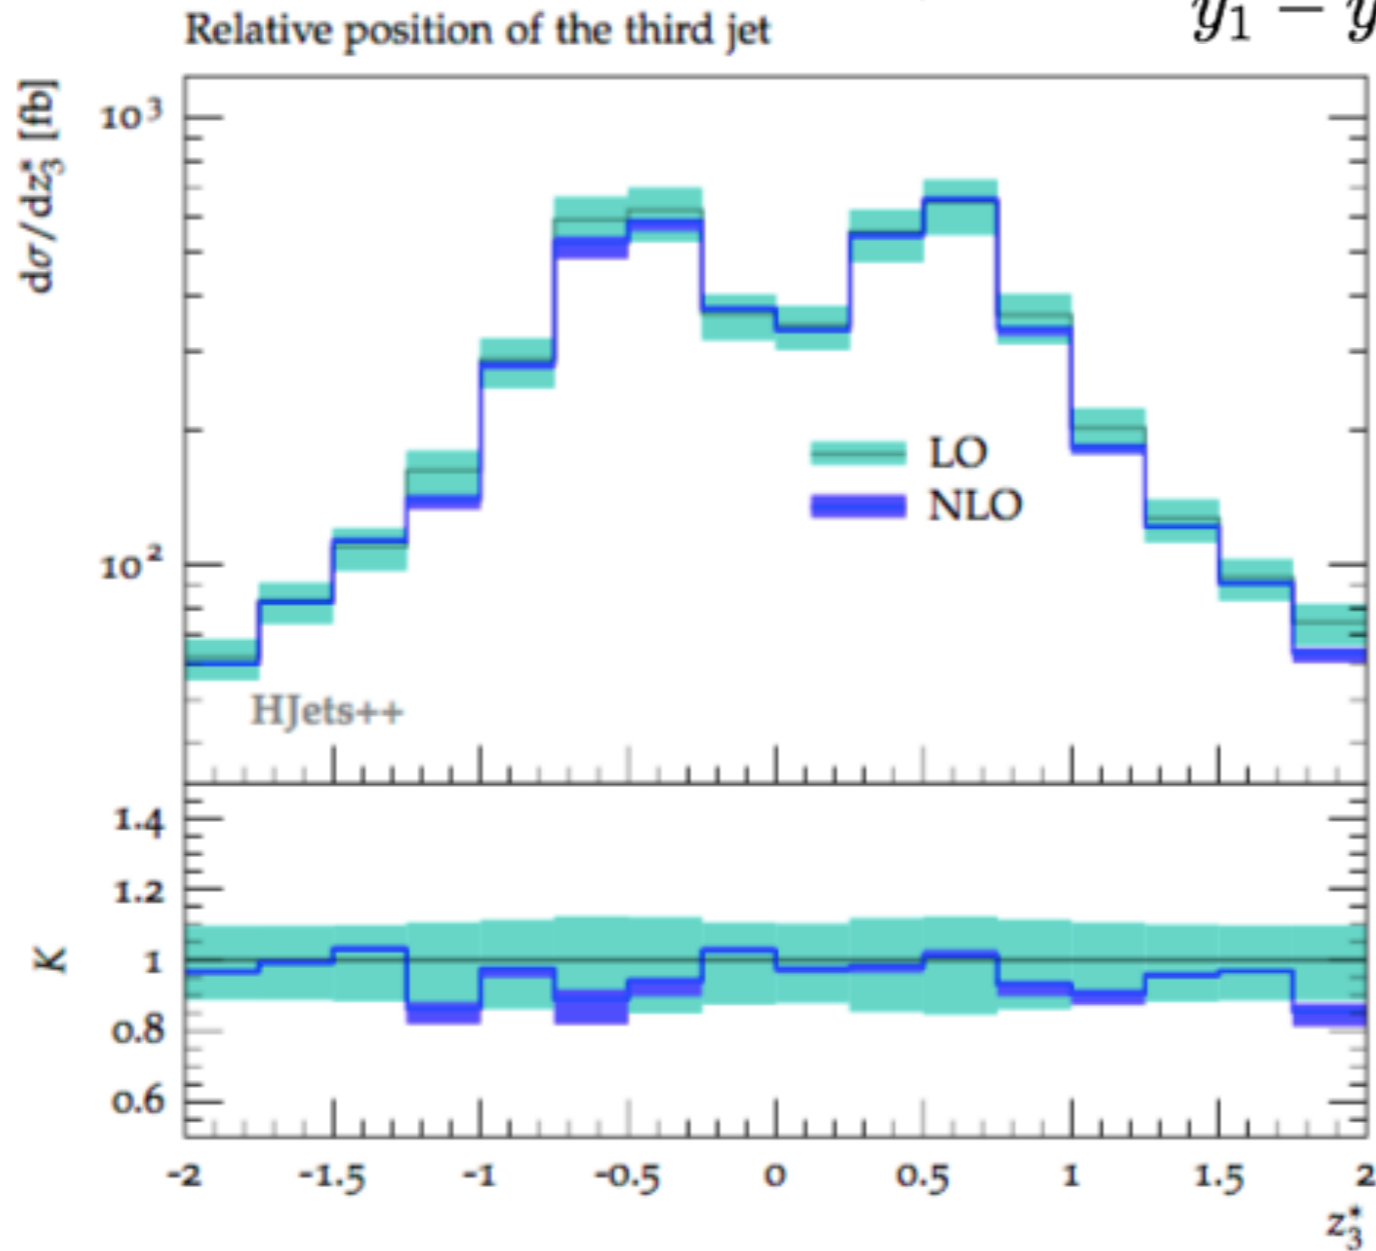 y₁ − y
Relative position of the third jet
dσ/dz₃* [fb]
10³
10²
LO
NLO
HJets++
K
1.4
1.2
1
0.8
0.6
-2 -1.5 -1 -0.5 0 0.5 1 1.5 2
z₃*